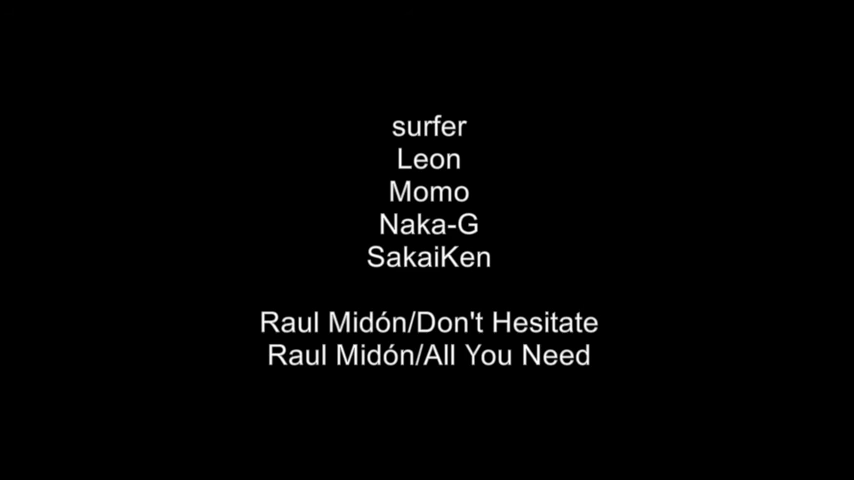 surfer
Leon
Momo
Naka-G
SakaiKen
Raul Midón/Don't Hesitate
Raul Midón/All You Need